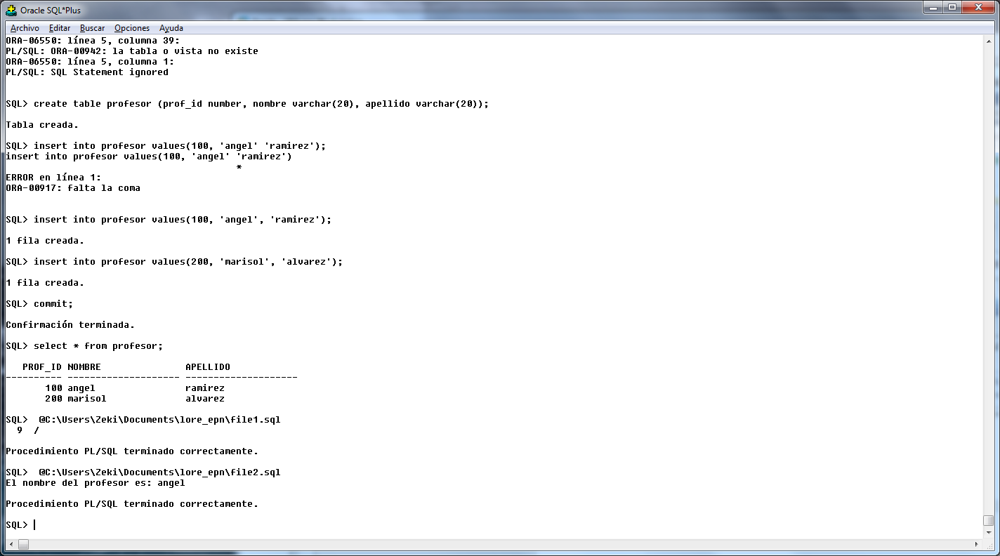 Oracle SQL*Plus
Archivo Editar Buscar Opciones Ayuda
ORA-06550: línea 5, columna 39:
PL/SQL: ORA-00942: la tabla o vista no existe
ORA-06550: línea 5, columna 1:
PL/SQL: SQL Statement ignored
SQL> create table profesor (prof_id number, nombre varchar(20), apellido varchar(20));
Tabla creada.
SQL> insert into profesor values(100, 'angel' 'ramirez');
insert into profesor values(100, 'angel' 'ramirez')
*
ERROR en línea 1:
ORA-00917: falta la coma
SQL> insert into profesor values(100, 'angel', 'ramirez');
1 fila creada.
SQL> insert into profesor values(200, 'marisol', 'alvarez');
1 fila creada.
SQL> commit;
Confirmación terminada.
SQL> select * from profesor;
PROF_ID NOMBRE APELLIDO
---------- -------------------- --------------------
100 angel ramirez
200 marisol alvarez
SQL>  @C:\Users\Zeki\Documents\lore_epn\file1.sql
9 /
Procedimiento PL/SQL terminado correctamente.
SQL>  @C:\Users\Zeki\Documents\lore_epn\file2.sql
El nombre del profesor es: angel
Procedimiento PL/SQL terminado correctamente.
SQL>